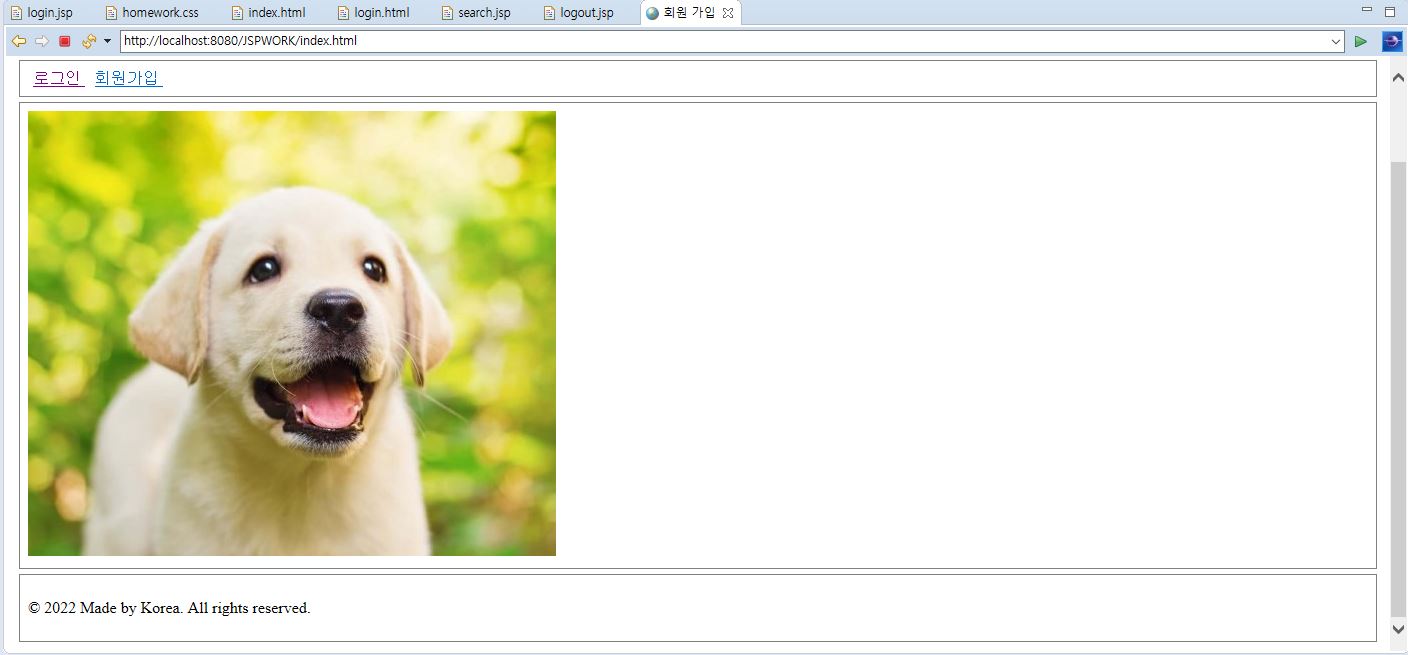 login.jsp homework.css index.html login.html search.jsp logout.jsp 회원 가입
http://localhost:8080/JSPWORK/index.html
로그인 회원가입
© 2022 Made by Korea. All rights reserved.